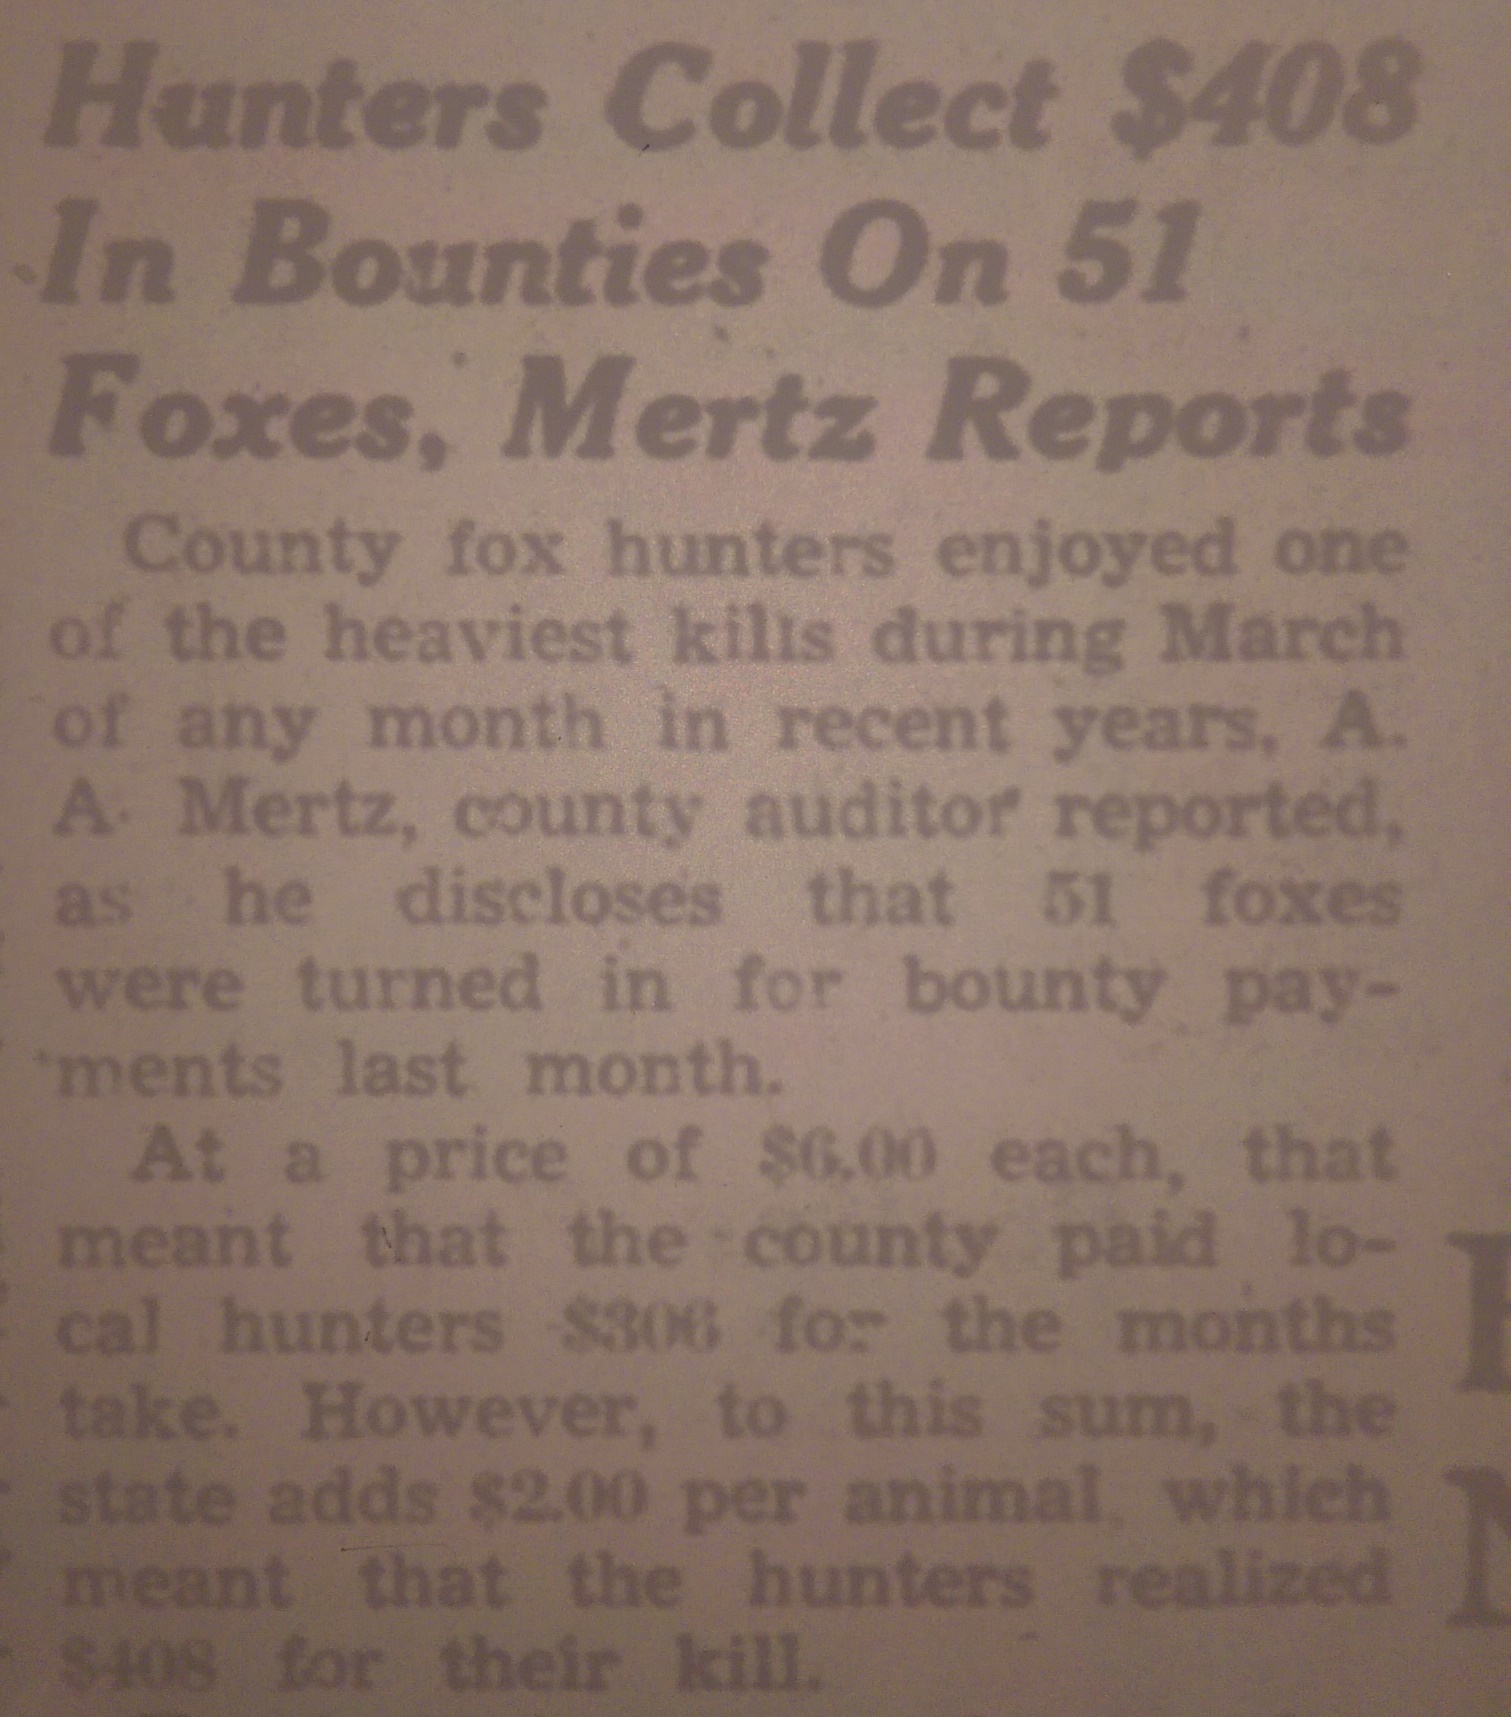 Hunters Collect $408
In Bounties On 51
Foxes, Mertz Reports
County fox hunters enjoyed one
of the heaviest kills during March
of any month in recent years, A.
A. Mertz, county auditor reported,
as he discloses that 51 foxes
were turned in for bounty pay-
ments last month.
At a price of $6.00 each, that
meant that the county paid lo-
cal hunters $306 for the months
take. However, to this sum, the
state adds $2.00 per animal, which
meant that the hunters realized
$408 for their kill.